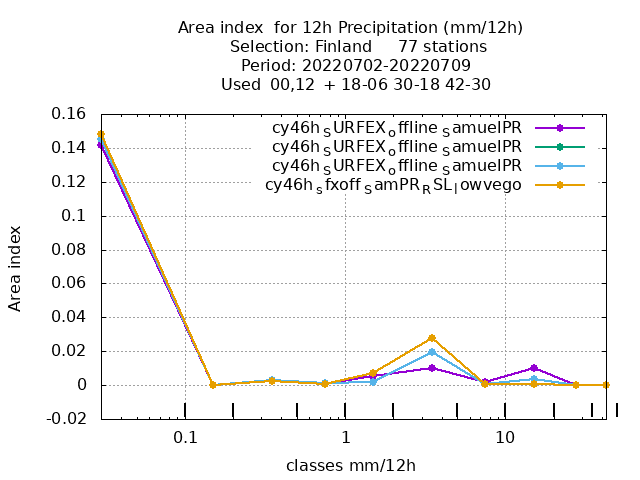 Area index for 12h Precipitation (mm/12h)
Selection: Finland 77 stations
Period: 20220702-20220709
Used 00,12 + 18-06 30-18 42-30
0.16
0.14
0.12
0.1
0.08
0.06
0.04
0.02
0
-0.02
Area index
cy46h_SURFEX_offline_SamuelPR
cy46h_SURFEX_offline_SamuelPR
cy46h_SURFEX_offline_SamuelPR
cy46h_sfxoff_SamPR_RSL_lowvego
0.1 1 10
classes mm/12h